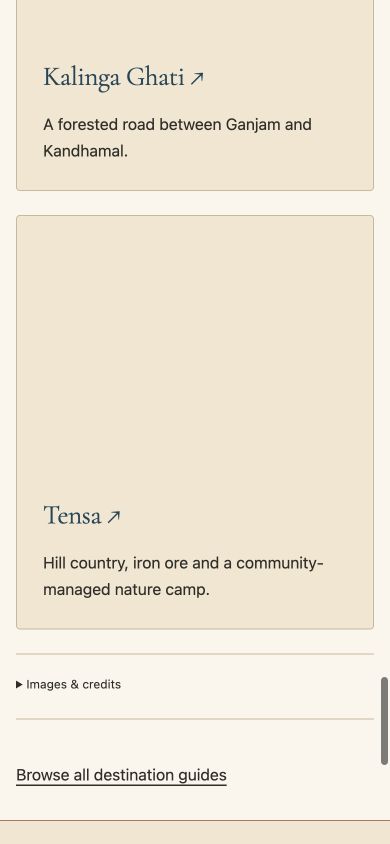 Kalinga Ghati ↗
A forested road between Ganjam and
Kandhamal.
Tensa ↗
Hill country, iron ore and a community-
managed nature camp.
▶ Images & credits
Browse all destination guides